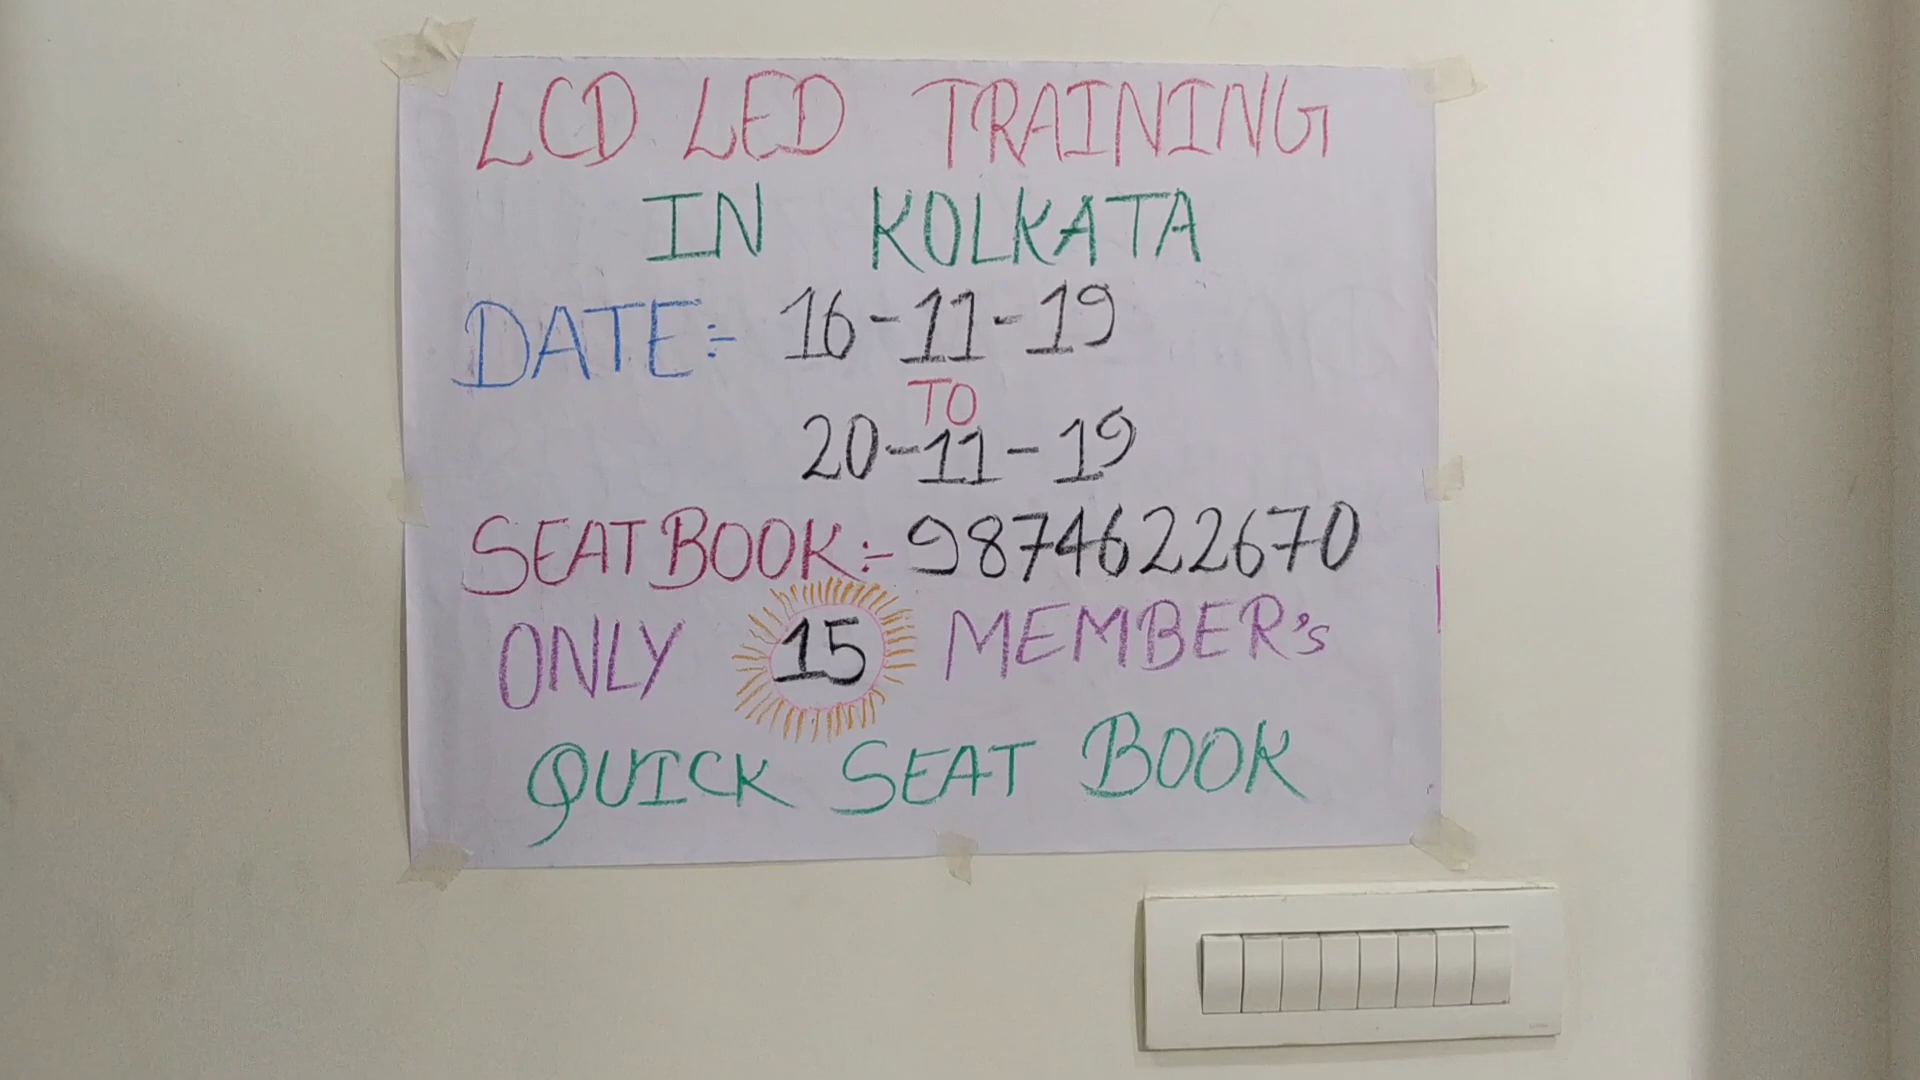 LCD LED TRAINING
IN KOLKATA
DATE:- 16-11-19
TO
20-11-19
SEAT BOOK:- 9874622670
ONLY 15 MEMBER's
QUICK SEAT BOOK